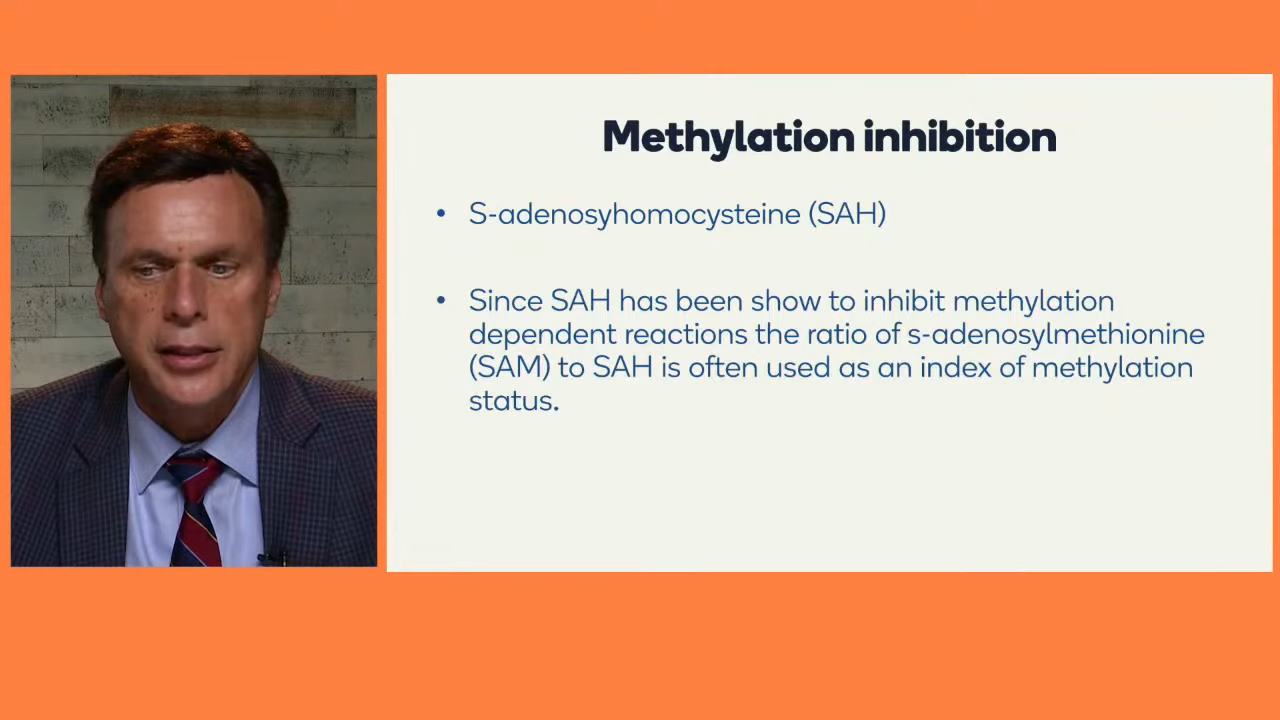 Methylation inhibition
• S-adenosyhomocysteine (SAH)
• Since SAH has been show to inhibit methylation
dependent reactions the ratio of s-adenosylmethionine
(SAM) to SAH is often used as an index of methylation
status.